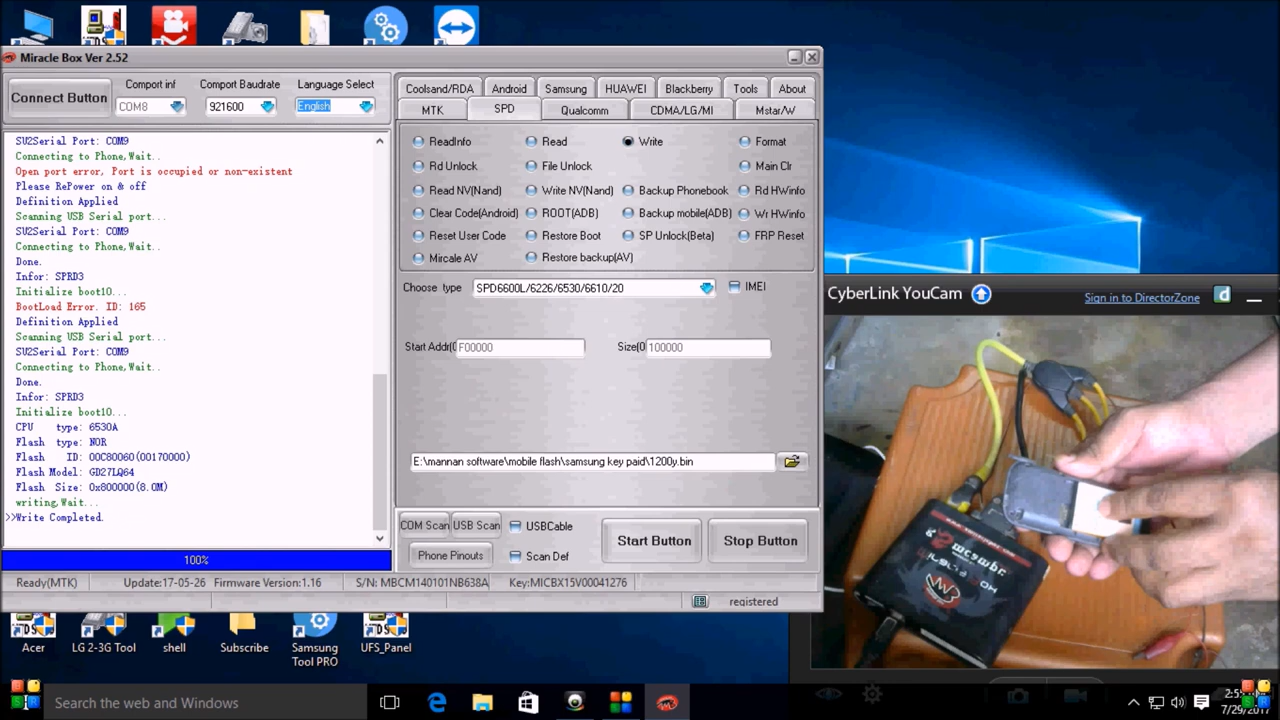 Miracle Box Ver 2.52
Connect Button
Comport inf
Comport Baudrate
Language Select
COM8
921600
English
SU2Serial Port: COM9
Connecting to Phone,Wait..
Open port error, Port is occupied or non-existent
Please RePower on & off
Definition Applied
Scanning USB Serial port...
SU2Serial Port: COM9
Connecting to Phone,Wait..
Done.
Infor: SPRD3
Initialize boot10...
BootLoad Error. ID: 165
Definition Applied
Scanning USB Serial port...
SU2Serial Port: COM9
Connecting to Phone,Wait..
Done.
Infor: SPRD3
Initialize boot10...
CPU type: 6530A
Flash type: NOR
Flash ID: 00C80060(00170000)
Flash Model: GD27LQ64
Flash Size: 0x800000(8.0M)
writing,Wait...
>>Write Completed.
100%
Coolsand/RDA Android Samsung HUAWEI Blackberry Tools About
MTK SPD Qualcomm CDMA/LG/MI Mstar/W
ReadInfo Read Write Format
Rd Unlock File Unlock Main Clr
Read NV(Nand) Write NV(Nand) Backup Phonebook Rd HWinfo
Clear Code(Android) ROOT(ADB) Backup mobile(ADB) Wr HWinfo
Reset User Code Restore Boot SP Unlock(Beta) FRP Reset
Mircale AV Restore backup(AV)
Choose type SPD6600L/6226/6530/6610/20 IMEI
Start Addr(0 F00000 Size(0 100000
E:\mannan software\mobile flash\samsung key paid\1200y.bin
COM Scan USB Scan USBCable
Phone Pinouts Scan Def
Start Button Stop Button
Ready(MTK) Update:17-05-26 Firmware Version:1.16 S/N: MBCM140101NB638A Key:MICBX15V00041276
registered
CyberLink YouCam
Sign in to DirectorZone
Acer
LG 2-3G Tool
shell
Subscribe
Samsung
Tool PRO
UFS_Panel
Search the web and Windows